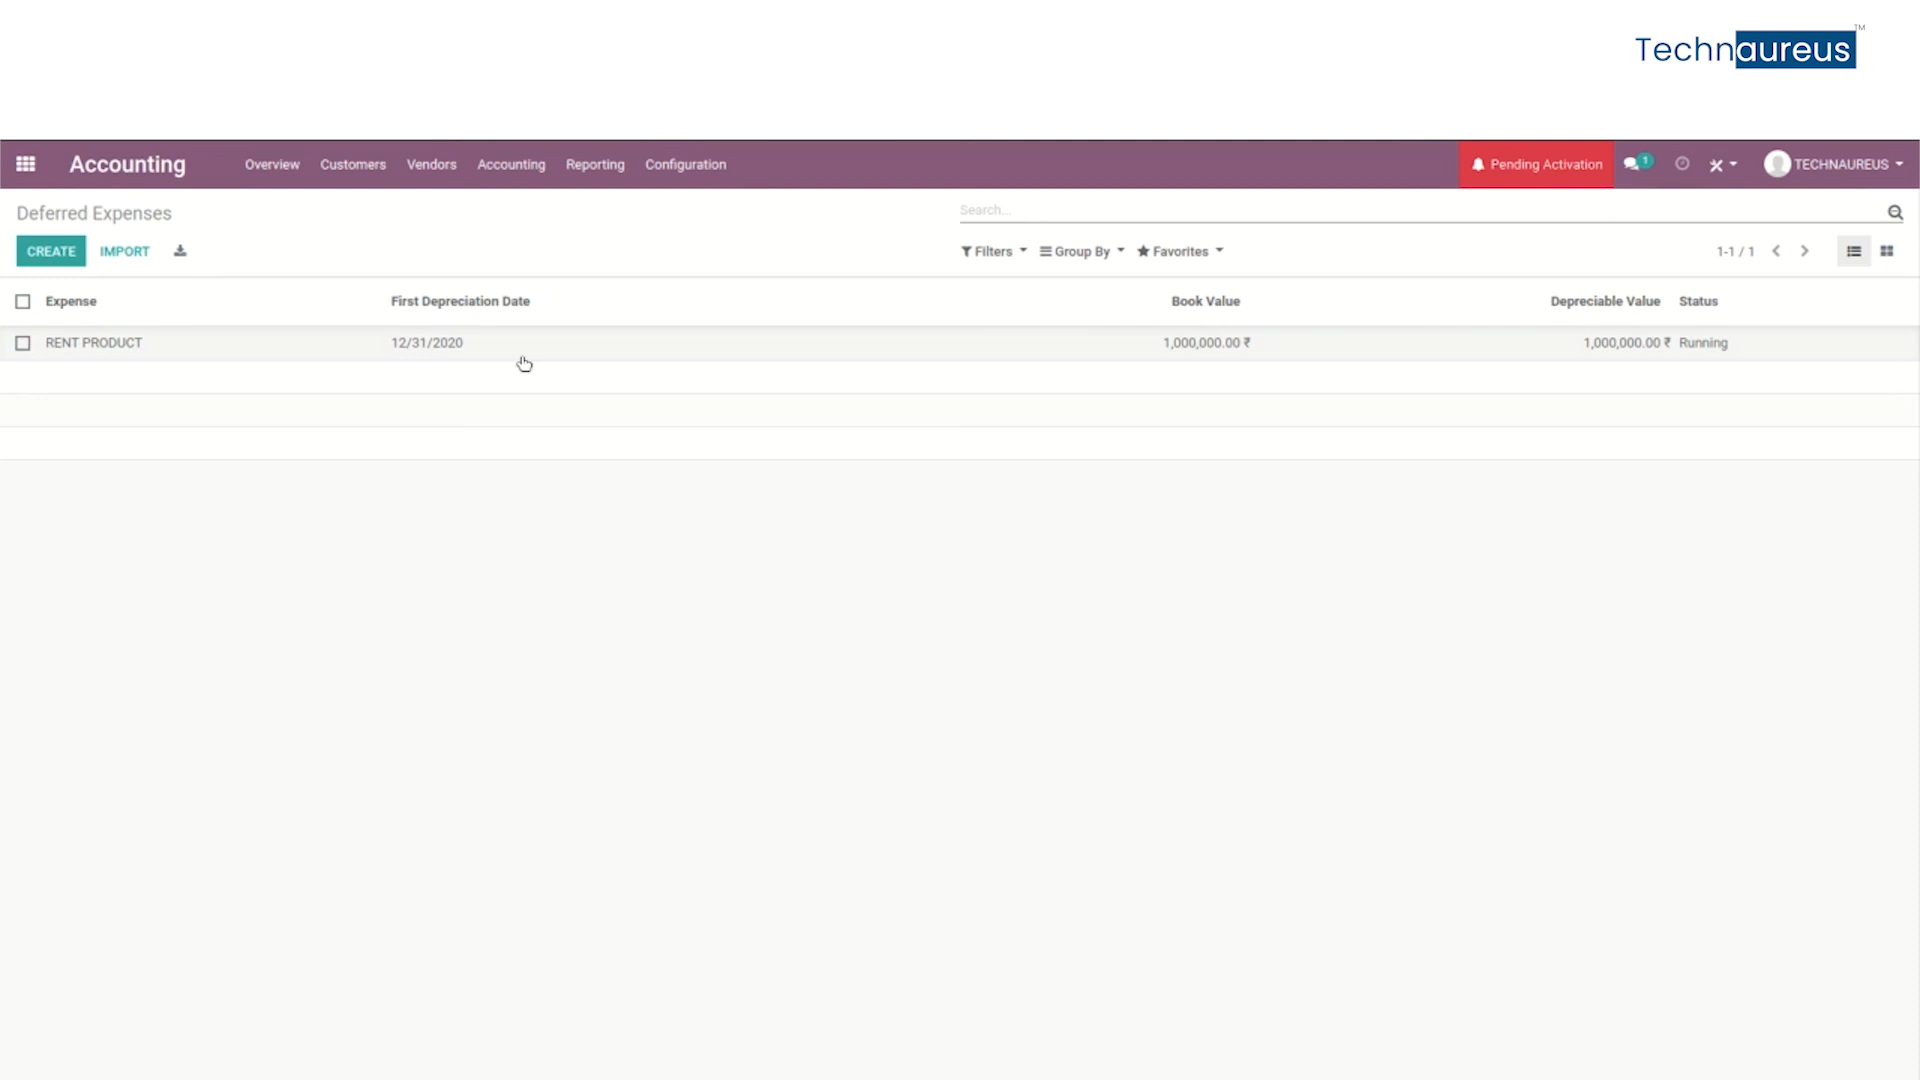 Technaureus™
Accounting Overview Customers Vendors Accounting Reporting Configuration Pending Activation 1 TECHNAUREUS
Deferred Expenses Search...
CREATE IMPORT Filters Group By Favorites 1-1 / 1
Expense First Depreciation Date Book Value Depreciable Value Status
RENT PRODUCT 12/31/2020 1,000,000.00 ₹ 1,000,000.00 ₹ Running